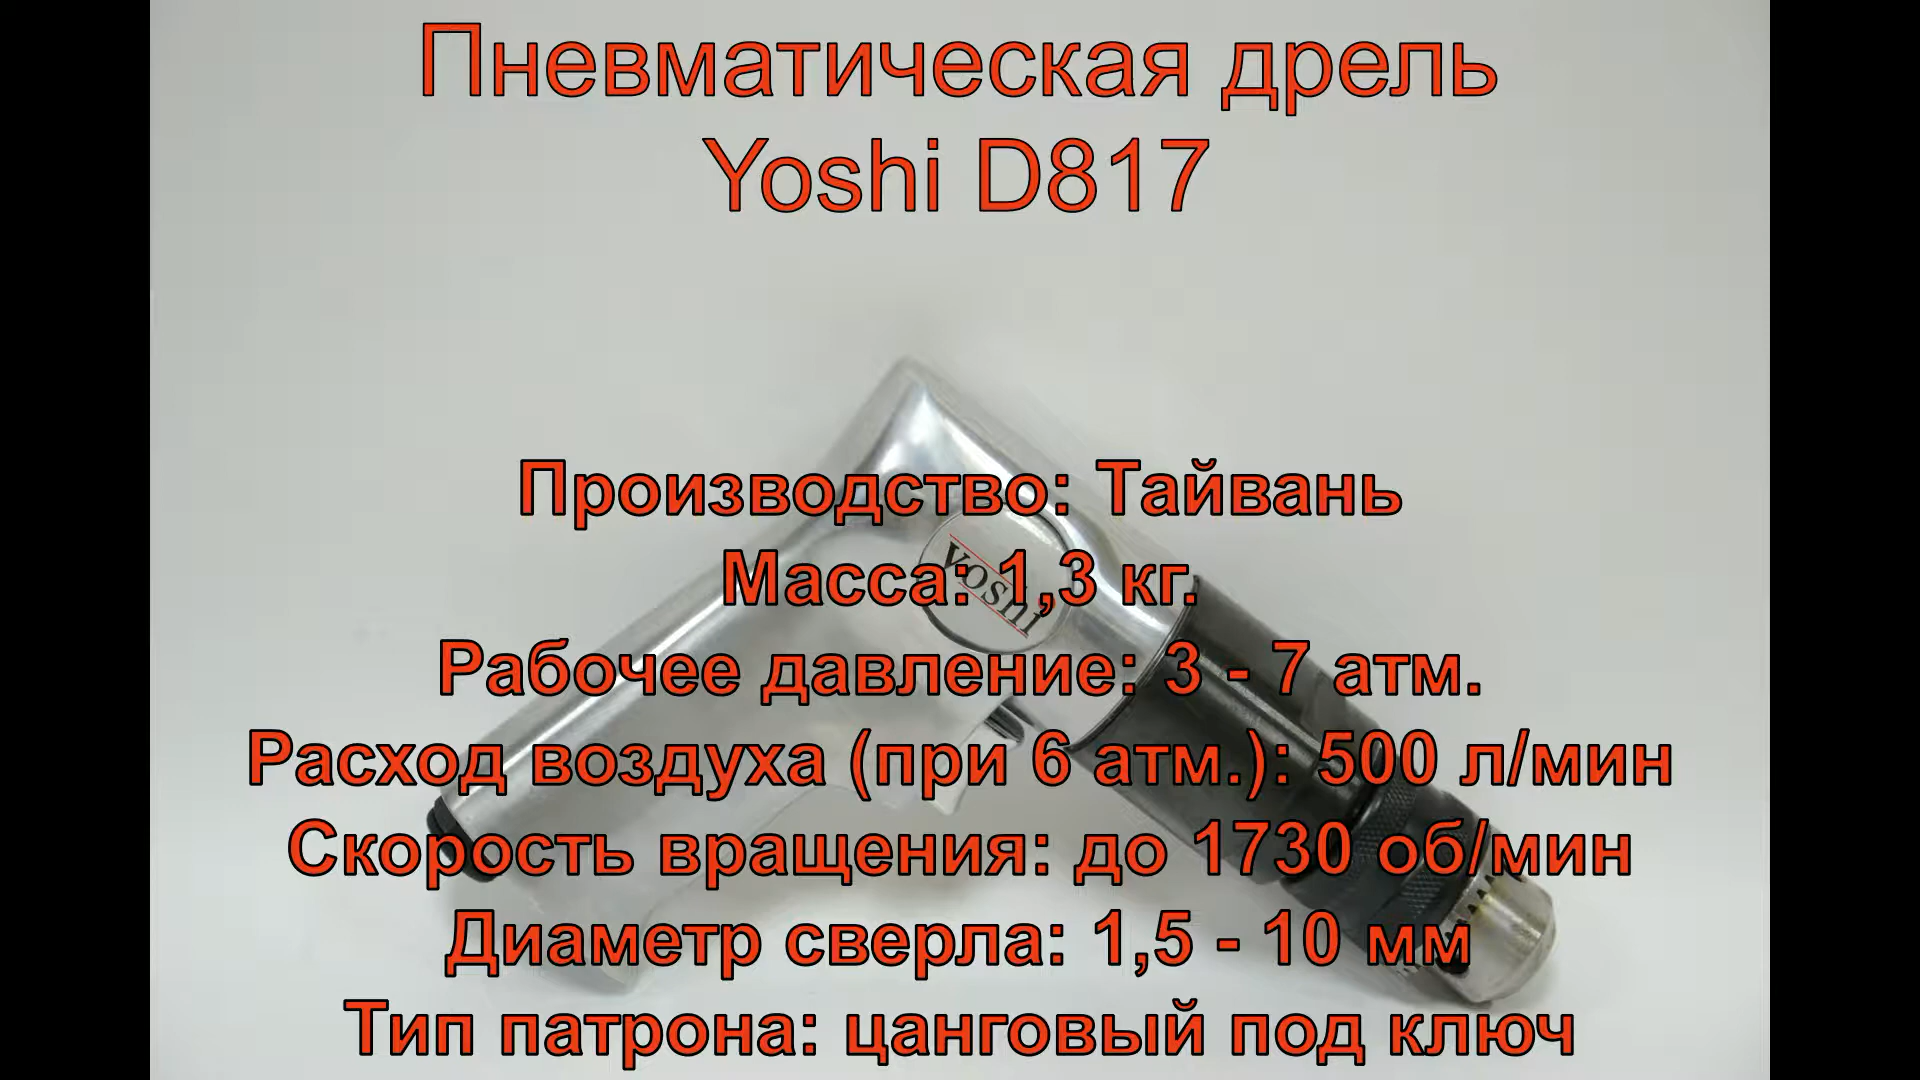 Пневматическая дрель
Yoshi D817
Производство: Тайвань
yoshi
Масса: 1,3 кг.
Рабочее давление: 3 - 7 атм.
Расход воздуха (при 6 атм.): 500 л/мин
Скорость вращения: до 1730 об/мин
Диаметр сверла: 1,5 - 10 мм
Тип патрона: цанговый под ключ